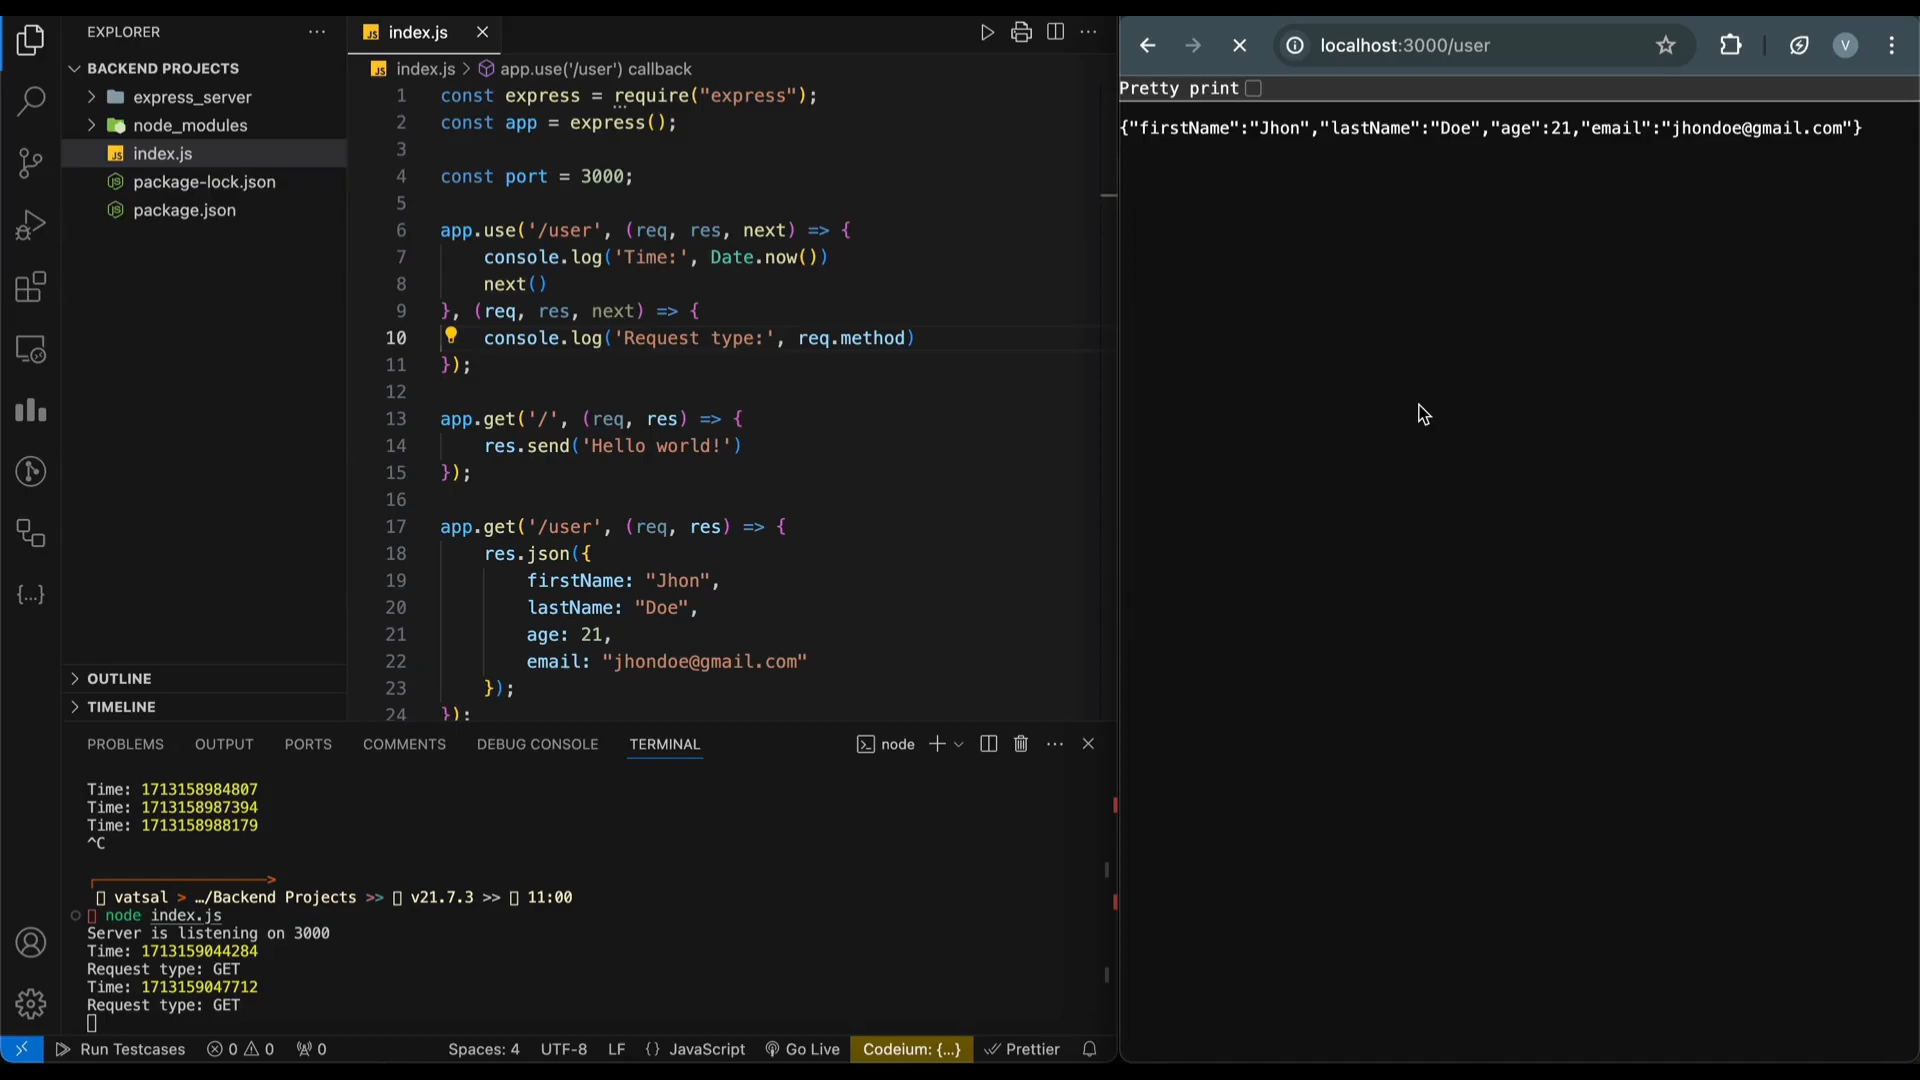 EXPLORER
BACKEND PROJECTS
express_server
node_modules
index.js
package-lock.json
package.json
OUTLINE
TIMELINE
index.js
index.js > app.use('/user') callback
1 const express = require("express");
2 const app = express();
3
4 const port = 3000;
5
6 app.use('/user', (req, res, next) => {
7 console.log('Time:', Date.now())
8 next()
9 }, (req, res, next) => {
10 console.log('Request type:', req.method)
11 });
12
13 app.get('/', (req, res) => {
14 res.send('Hello world!')
15 });
16
17 app.get('/user', (req, res) => {
18 res.json({
19 firstName: "Jhon",
20 lastName: "Doe",
21 age: 21,
22 email: "jhondoe@gmail.com"
23 });
24 });
PROBLEMS OUTPUT PORTS COMMENTS DEBUG CONSOLE TERMINAL node
Time: 1713158984807
Time: 1713158987394
Time: 1713158988179
^C
vatsal > …/Backend Projects >> v21.7.3 >> 11:00
node index.js
Server is listening on 3000
Time: 1713159044284
Request type: GET
Time: 1713159047712
Request type: GET
Run Testcases 0 0 0 Spaces: 4 UTF-8 LF {} JavaScript Go Live Codeium: {...} Prettier
localhost:3000/user
V
Pretty print
{"firstName":"Jhon","lastName":"Doe","age":21,"email":"jhondoe@gmail.com"}